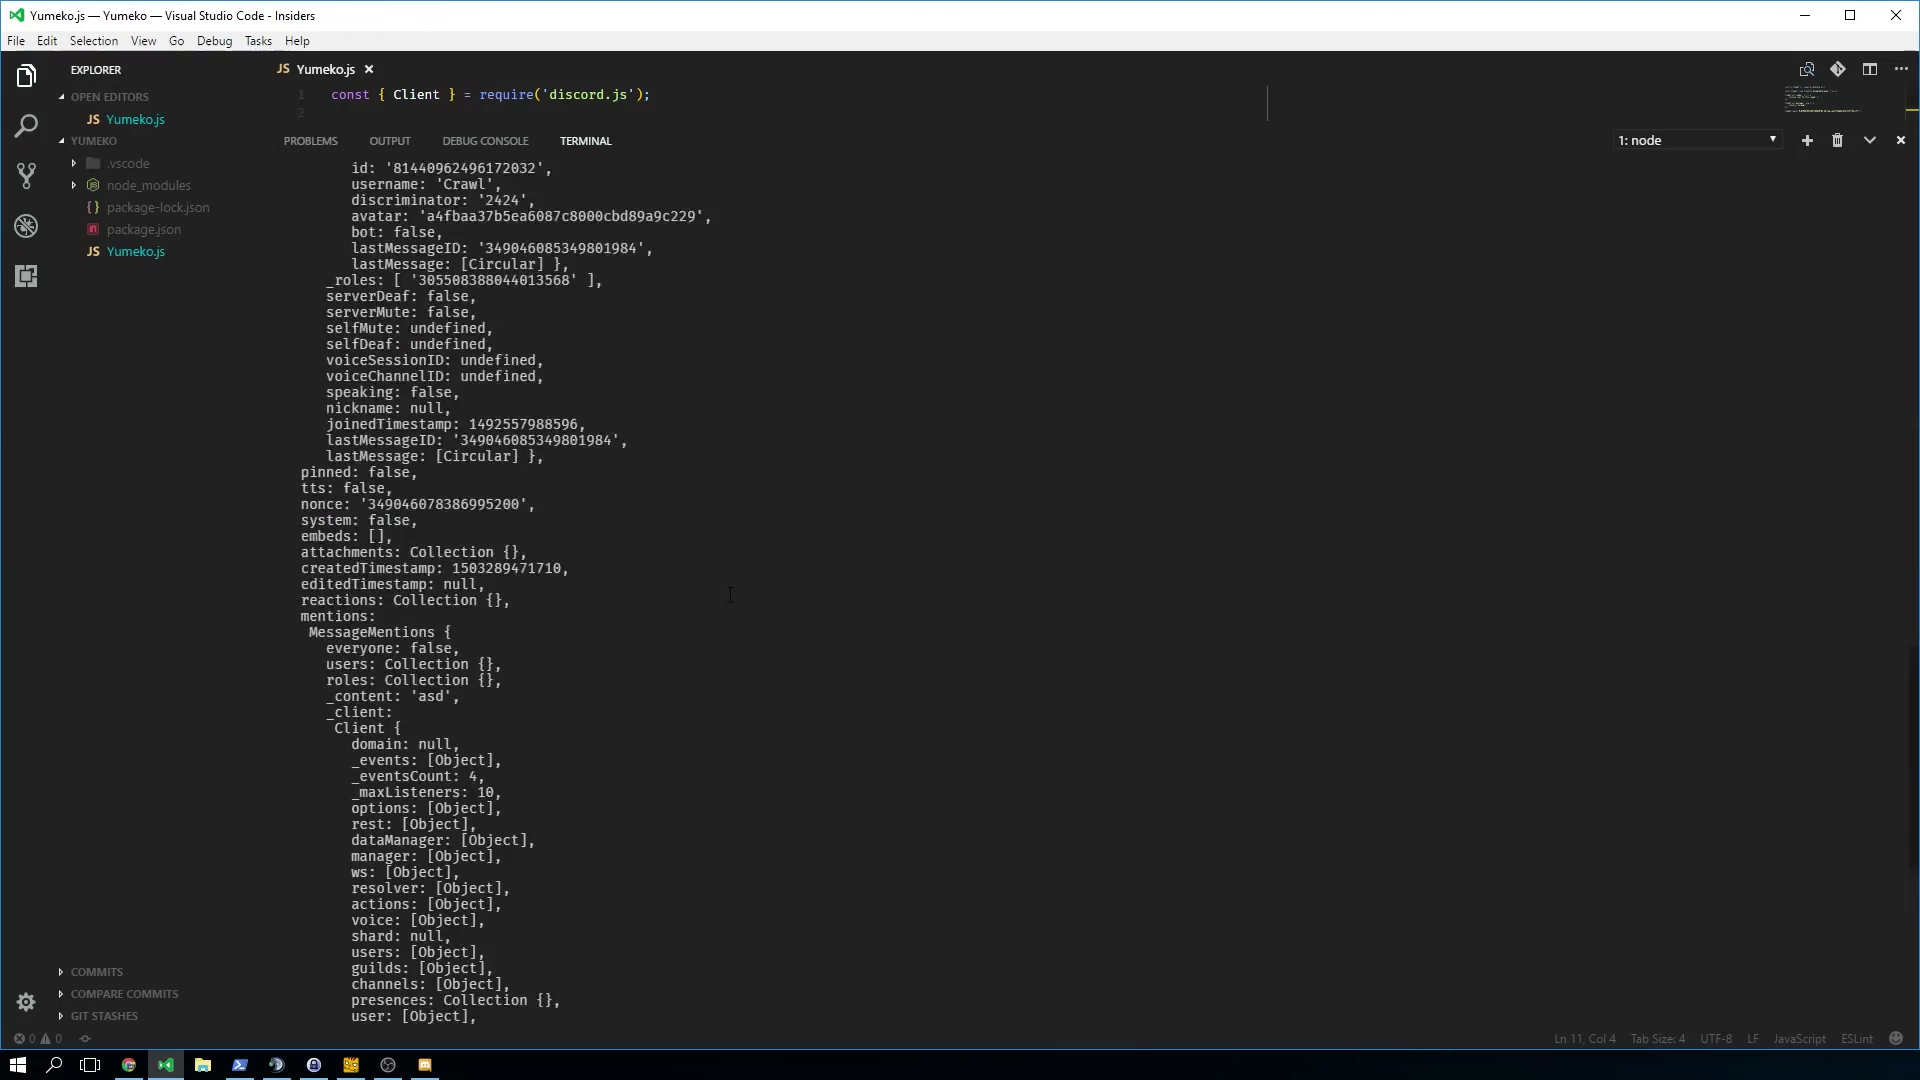 Yumeko.js — Yumeko — Visual Studio Code - Insiders
File Edit Selection View Go Debug Tasks Help
EXPLORER
OPEN EDITORS
JS Yumeko.js
YUMEKO
.vscode
node_modules
{ } package-lock.json
package.json
JS Yumeko.js
COMMITS
COMPARE COMMITS
GIT STASHES
JS Yumeko.js
1 const { Client } = require('discord.js');
2
PROBLEMS OUTPUT DEBUG CONSOLE TERMINAL
1: node
id: '81440962496172032',
username: 'Crawl',
discriminator: '2424',
avatar: 'a4fbaa37b5ea6087c8000cbd89a9c229',
bot: false,
lastMessageID: '349046085349801984',
lastMessage: [Circular] },
_roles: [ '305508388044013568' ],
serverDeaf: false,
serverMute: false,
selfMute: undefined,
selfDeaf: undefined,
voiceSessionID: undefined,
voiceChannelID: undefined,
speaking: false,
nickname: null,
joinedTimestamp: 1492557988596,
lastMessageID: '349046085349801984',
lastMessage: [Circular] },
pinned: false,
tts: false,
nonce: '349046078386995200',
system: false,
embeds: [],
attachments: Collection {},
createdTimestamp: 1503289471710,
editedTimestamp: null,
reactions: Collection {},
mentions:
MessageMentions {
everyone: false,
users: Collection {},
roles: Collection {},
_content: 'asd',
_client:
Client {
domain: null,
_events: [Object],
_eventsCount: 4,
_maxListeners: 10,
options: [Object],
rest: [Object],
dataManager: [Object],
manager: [Object],
ws: [Object],
resolver: [Object],
actions: [Object],
voice: [Object],
shard: null,
users: [Object],
guilds: [Object],
channels: [Object],
presences: Collection {},
user: [Object],
0 0
Ln 11, Col 4 Tab Size: 4 UTF-8 LF JavaScript ESLint